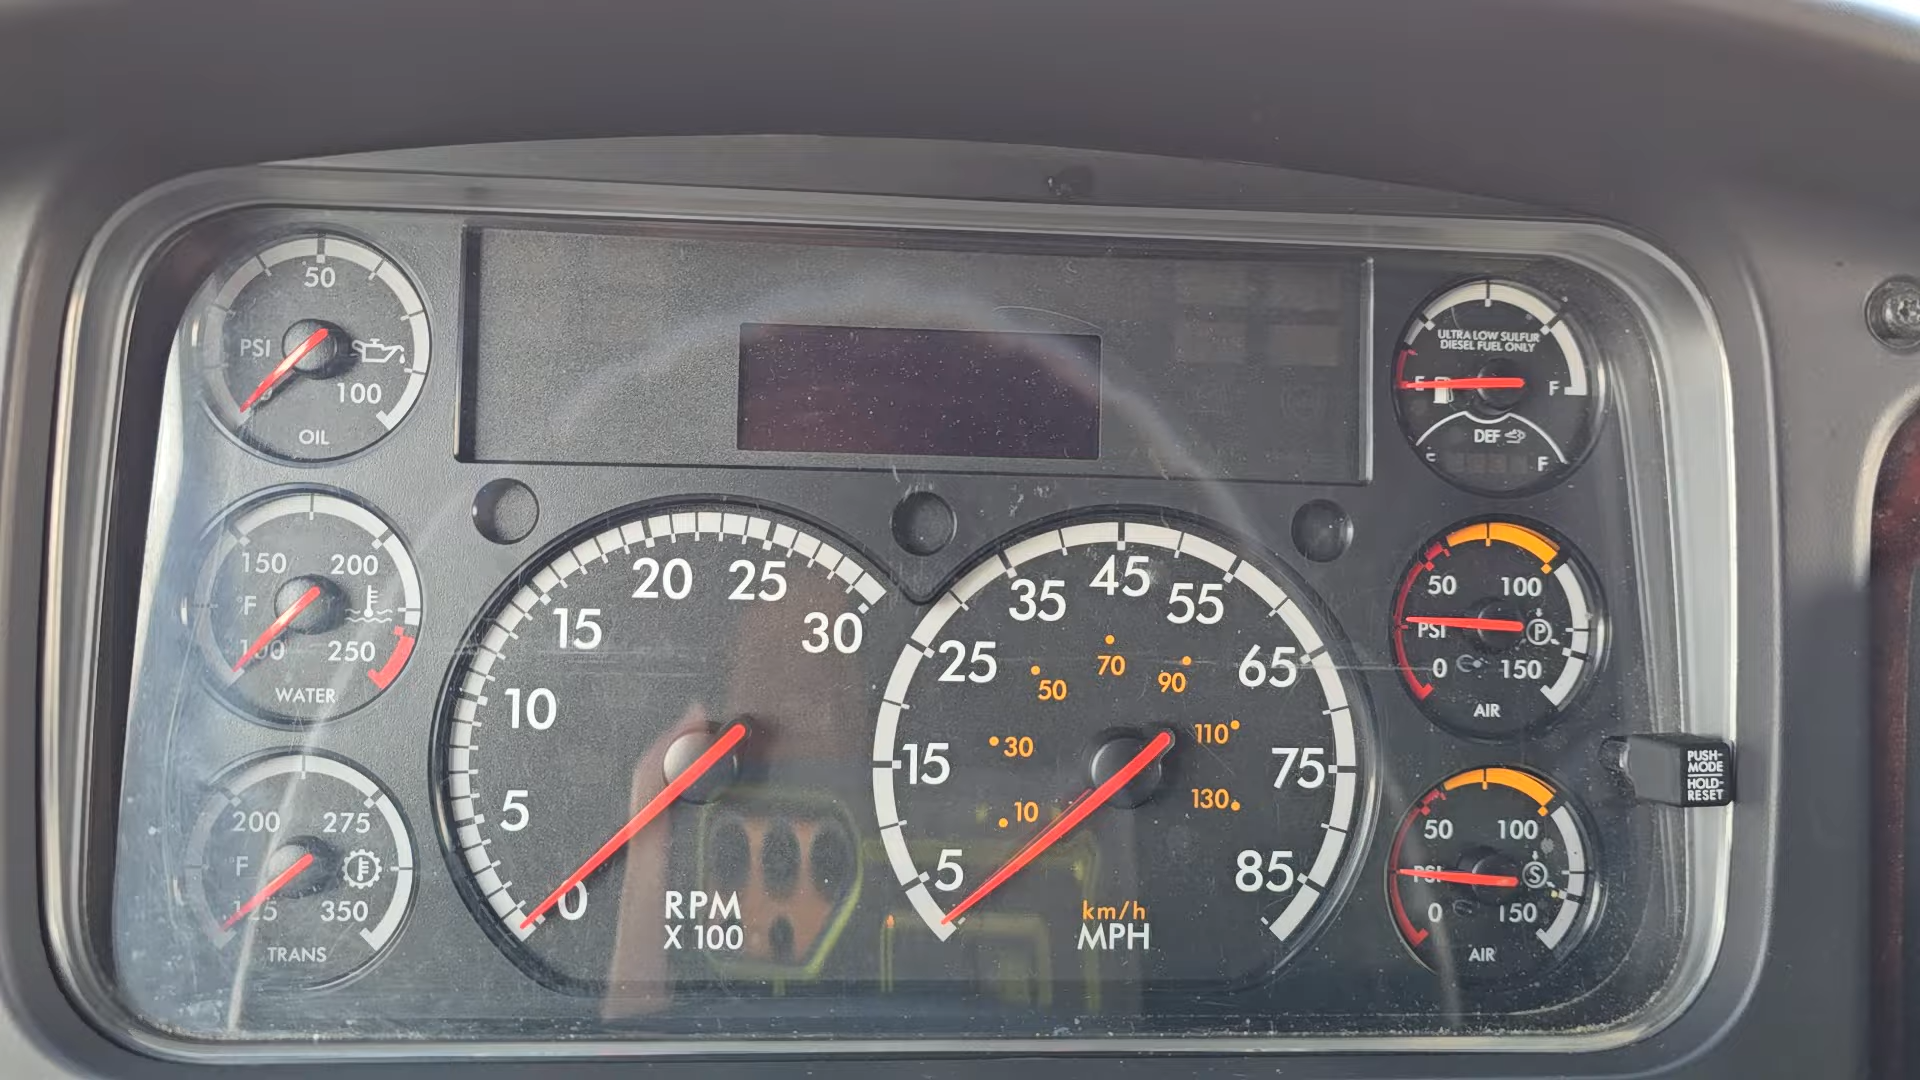 50
PSI
100
OIL
150 200
°F
100 250
WATER
200 275
°F
125 350
TRANS
0
5
10
15
20
25
30
RPM
X 100
5
15
25
35
45
55
65
75
85
10
30
50
70
90
110
130
km/h
MPH
ULTRA LOW SULFUR
DIESEL FUEL ONLY
E F
DEF
F
50 100
PSI P
0 150
AIR
50 100
PSI S
0 150
AIR
PUSH-
MODE
HOLD-
RESET